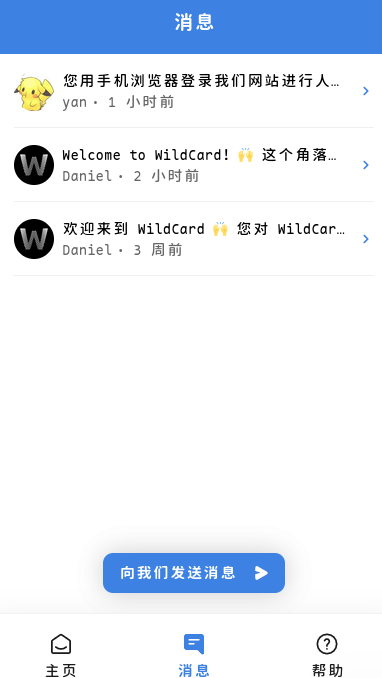 消息
您用手机浏览器登录我们网站进行人…
yan · 1 小时前
W
Welcome to WildCard! 🙌 这个角落…
Daniel · 2 小时前
W
欢迎来到 WildCard 🙌 您对 WildCar…
Daniel · 3 周前
向我们发送消息
主页
消息
帮助